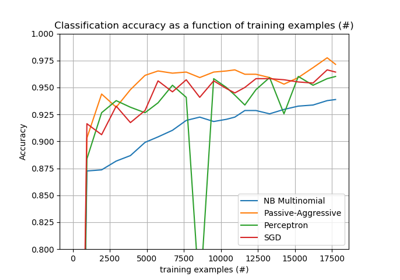 Classification accuracy as a function of training examples (#)
1.000
0.975
0.950
0.925
0.900
0.875
0.850
0.825
0.800
Accuracy
NB Multinomial
Passive-Aggressive
Perceptron
SGD
0 2500 5000 7500 10000 12500 15000 17500
training examples (#)